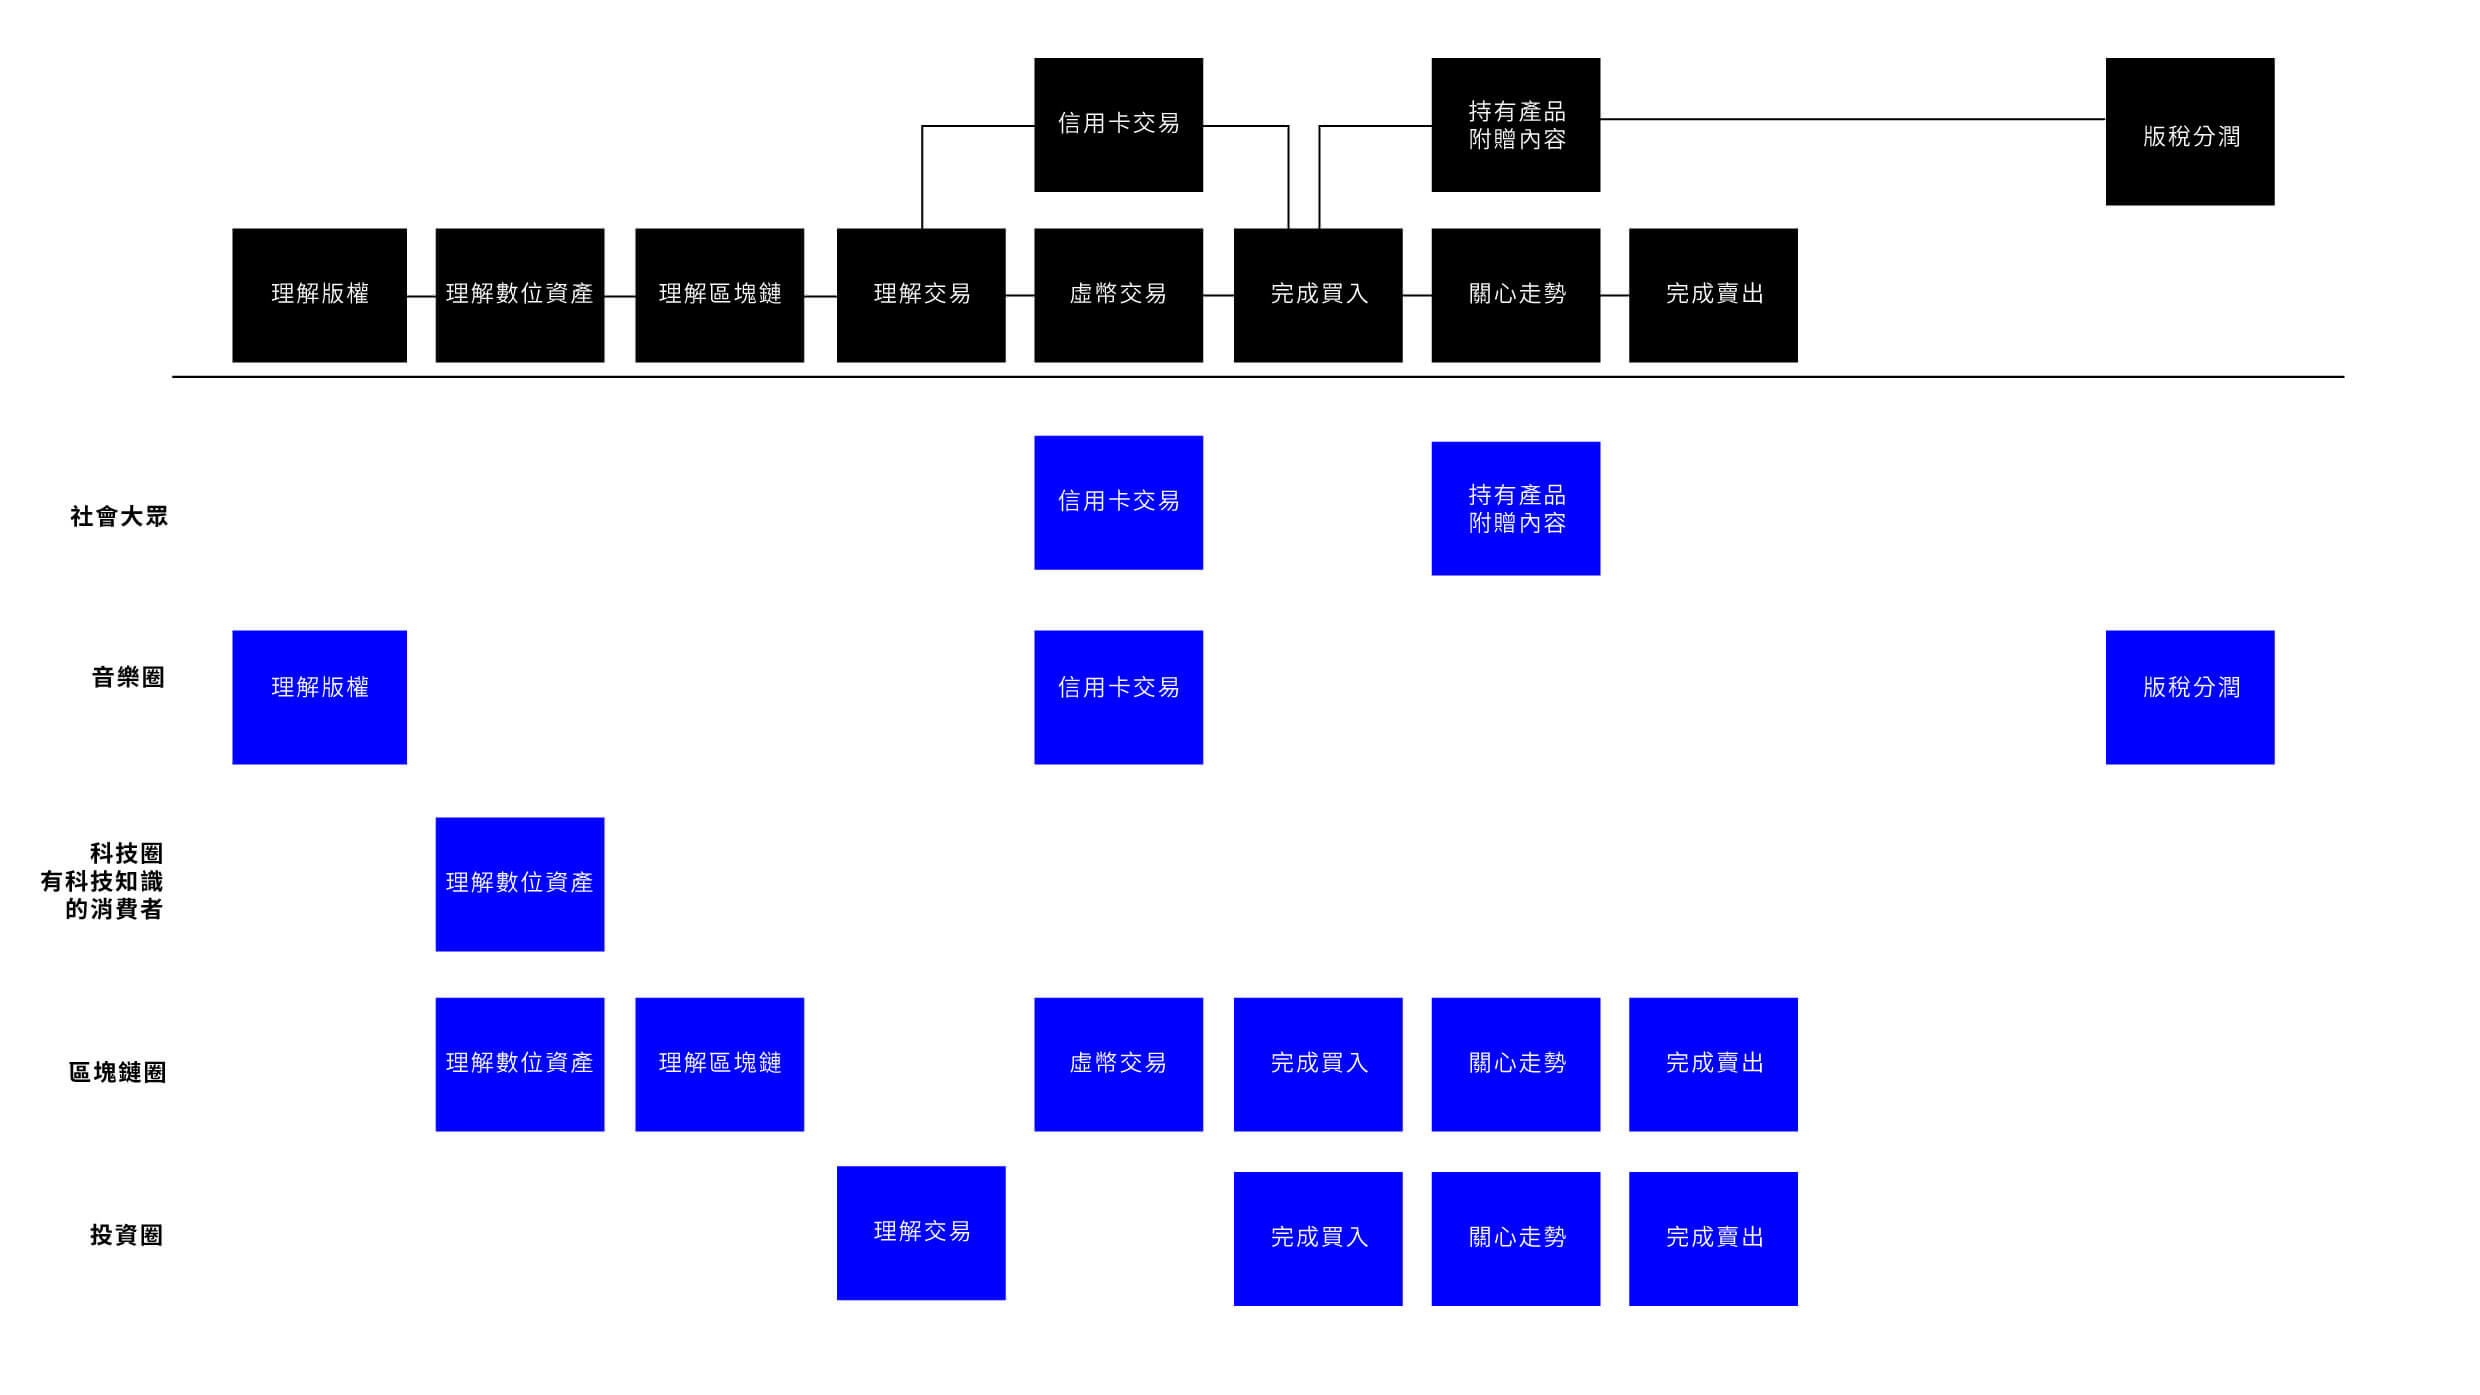 信用卡交易
持有產品
附贈內容
版稅分潤
理解版權
理解數位資產
理解區塊鏈
理解交易
虛幣交易
完成買入
關心走勢
完成賣出
社會大眾
信用卡交易
持有產品
附贈內容
音樂圈
理解版權
信用卡交易
版稅分潤
科技圈
有科技知識
的消費者
理解數位資產
區塊鏈圈
理解數位資產
理解區塊鏈
虛幣交易
完成買入
關心走勢
完成賣出
投資圈
理解交易
完成買入
關心走勢
完成賣出